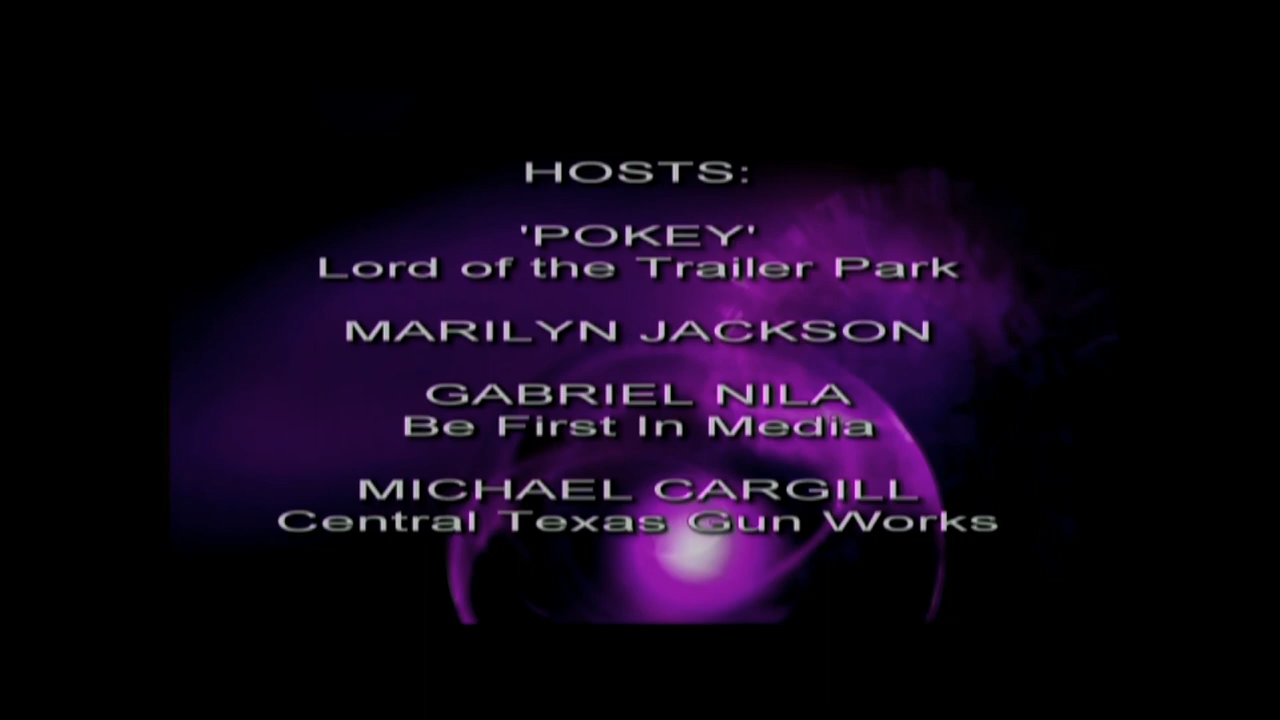 HOSTS:
'POKEY'
Lord of the Trailer Park
MARILYN JACKSON
GABRIEL NILA
Be First In Media
MICHAEL CARGILL
Central Texas Gun Works